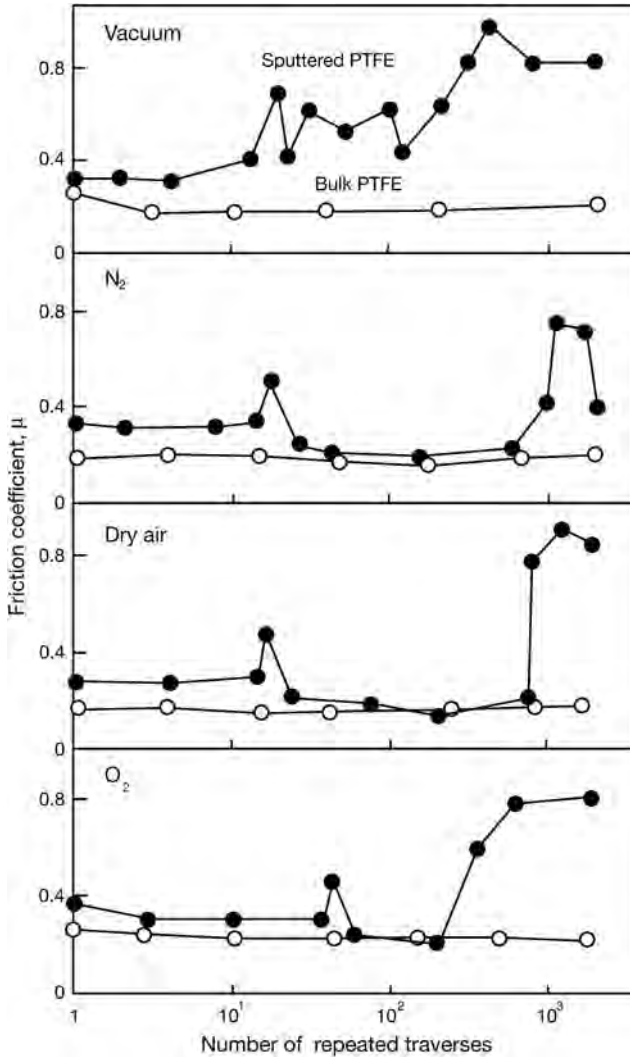 Vacuum
Sputtered PTFE
0.8
0.4
Bulk PTFE
0
N₂
0.8
0.4
0
Friction coefficient, μ
Dry air
0.8
0.4
0
O₂
0.8
0.4
0
1 10¹ 10² 10³
Number of repeated traverses